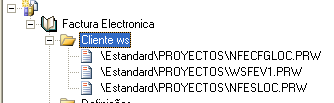 Factura Electronica
Cliente ws
\Estandard\PROYECTOS\NFECFGLOC.PRW
\Estandard\PROYECTOS\WSFEV1.PRW
\Estandard\PROYECTOS\NFESLOC.PRW